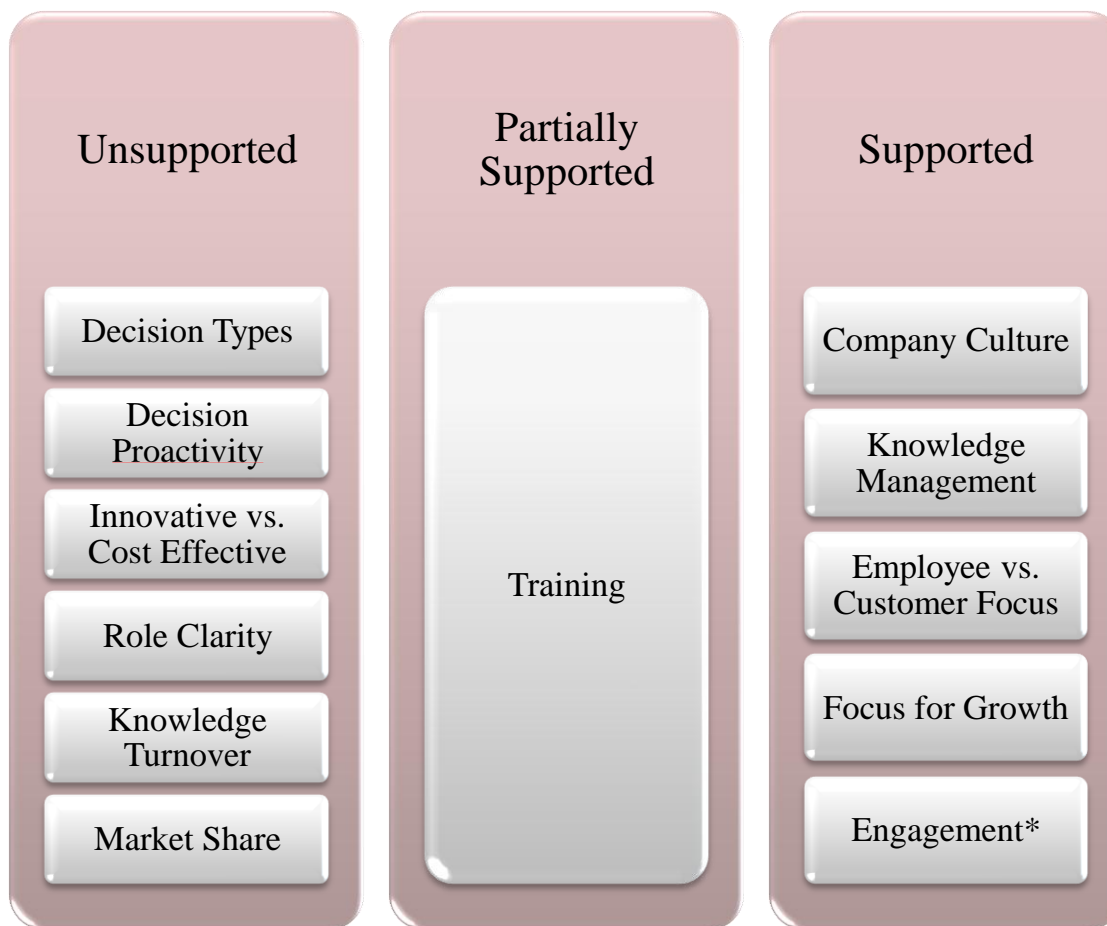 Unsupported
Decision Types
Decision
Proactivity
Innovative vs.
Cost Effective
Role Clarity
Knowledge
Turnover
Market Share
Partially
Supported
Training
Supported
Company Culture
Knowledge
Management
Employee vs.
Customer Focus
Focus for Growth
Engagement*